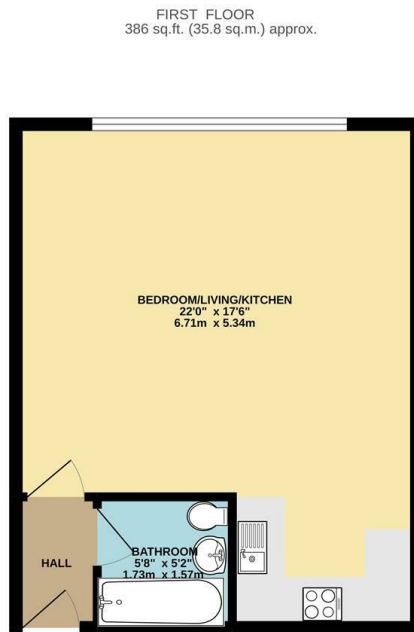 FIRST FLOOR
386 sq.ft. (35.8 sq.m.) approx.
BEDROOM/LIVING/KITCHEN
22'0" x 17'6"
6.71m x 5.34m
HALL
BATHROOM
5'8" x 5'2"
1.73m x 1.57m